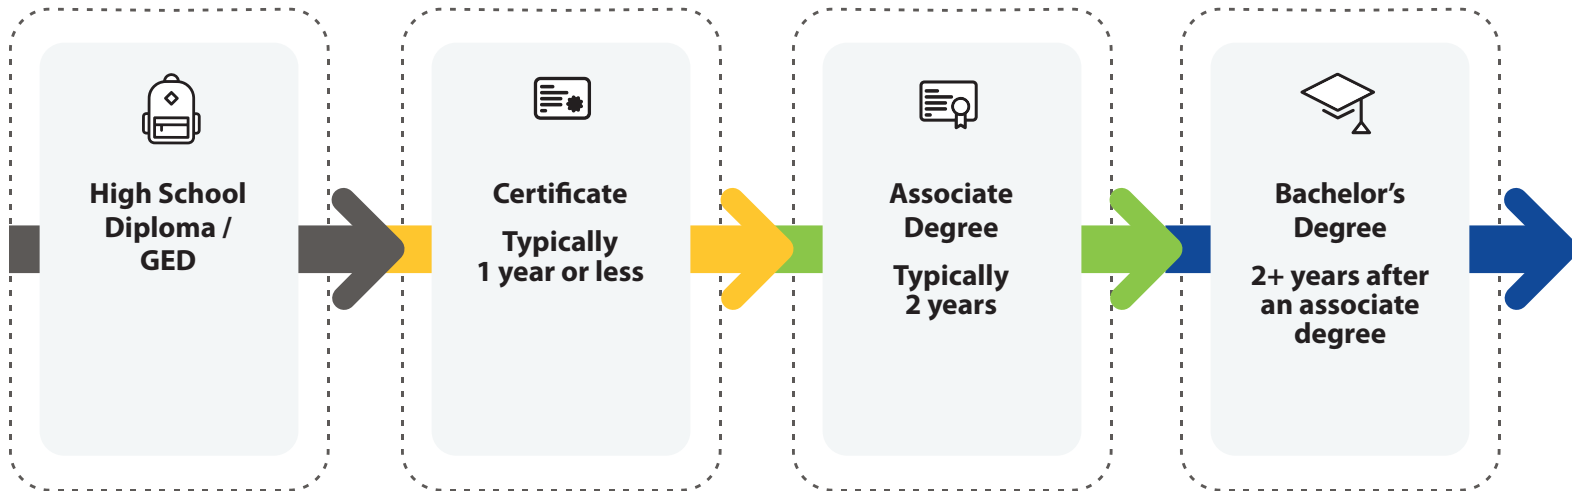 High School
Diploma /
GED
Certificate
Typically
1 year or less
Associate
Degree
Typically
2 years
Bachelor’s
Degree
2+ years after
an associate
degree